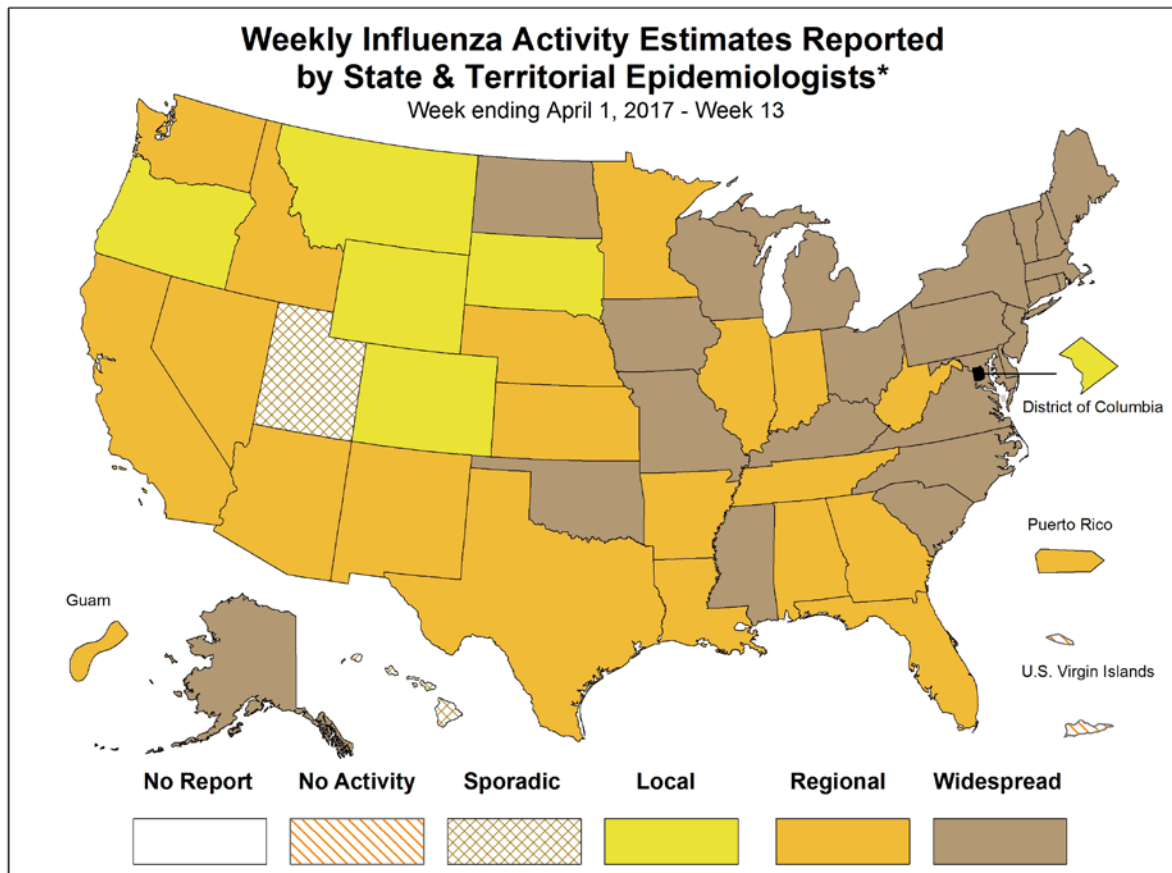 Weekly Influenza Activity Estimates Reported
by State & Territorial Epidemiologists*
Week ending April 1, 2017 - Week 13
District of Columbia
Puerto Rico
Guam
U.S. Virgin Islands
No Report
No Activity
Sporadic
Local
Regional
Widespread